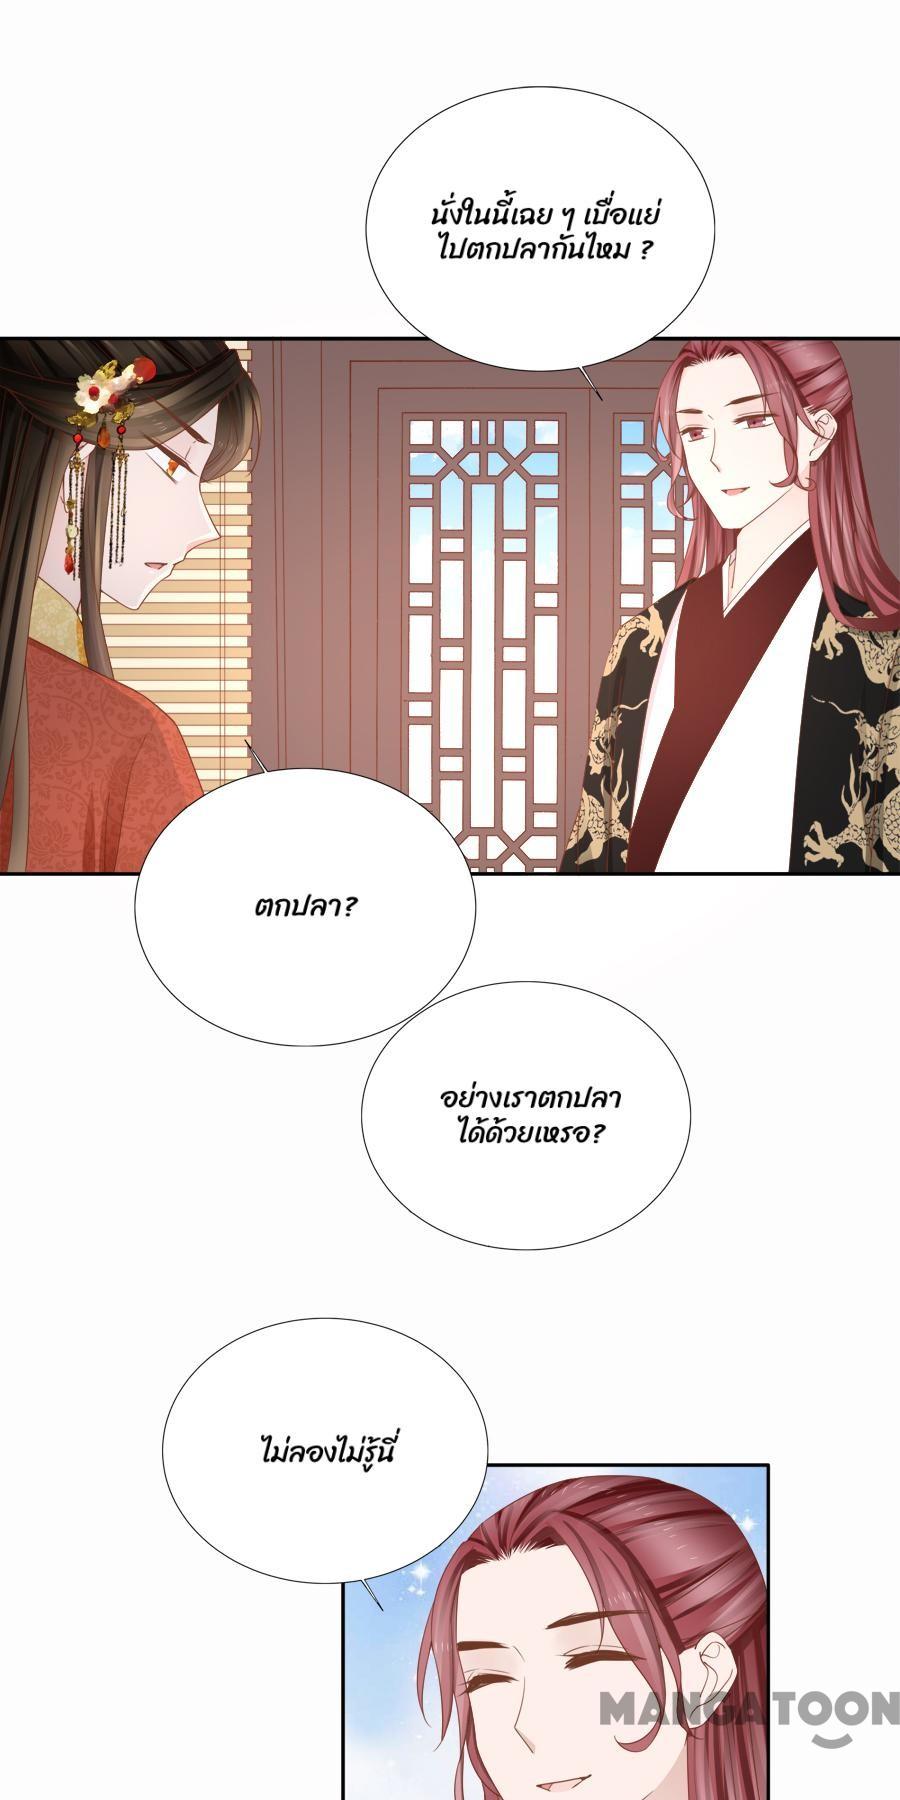 นั่งในนี้เฉย ๆ เบื่อแย่
ไปตกปลากันไหม ?
ตกปลา?
อย่างเราตกปลา
ได้ด้วยเหรอ?
ไม่ลองไม่รู้นี่
MANGATOON